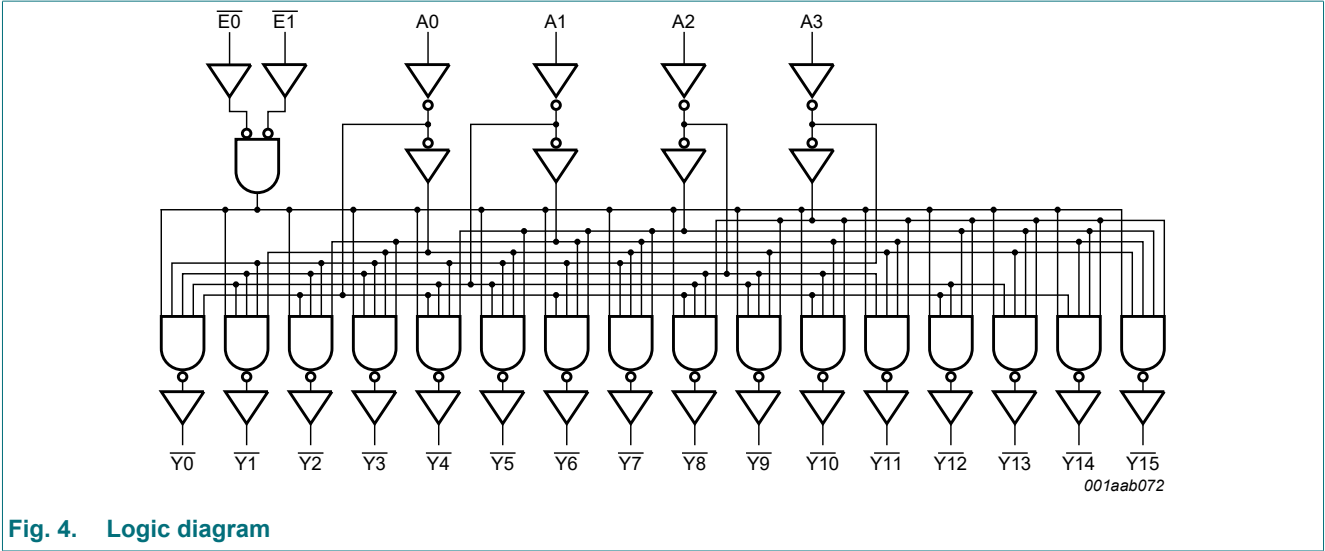 E0 E1 A0 A1 A2 A3
Y0 Y1 Y2 Y3 Y4 Y5 Y6 Y7 Y8 Y9 Y10 Y11 Y12 Y13 Y14 Y15
001aab072
Fig. 4. Logic diagram